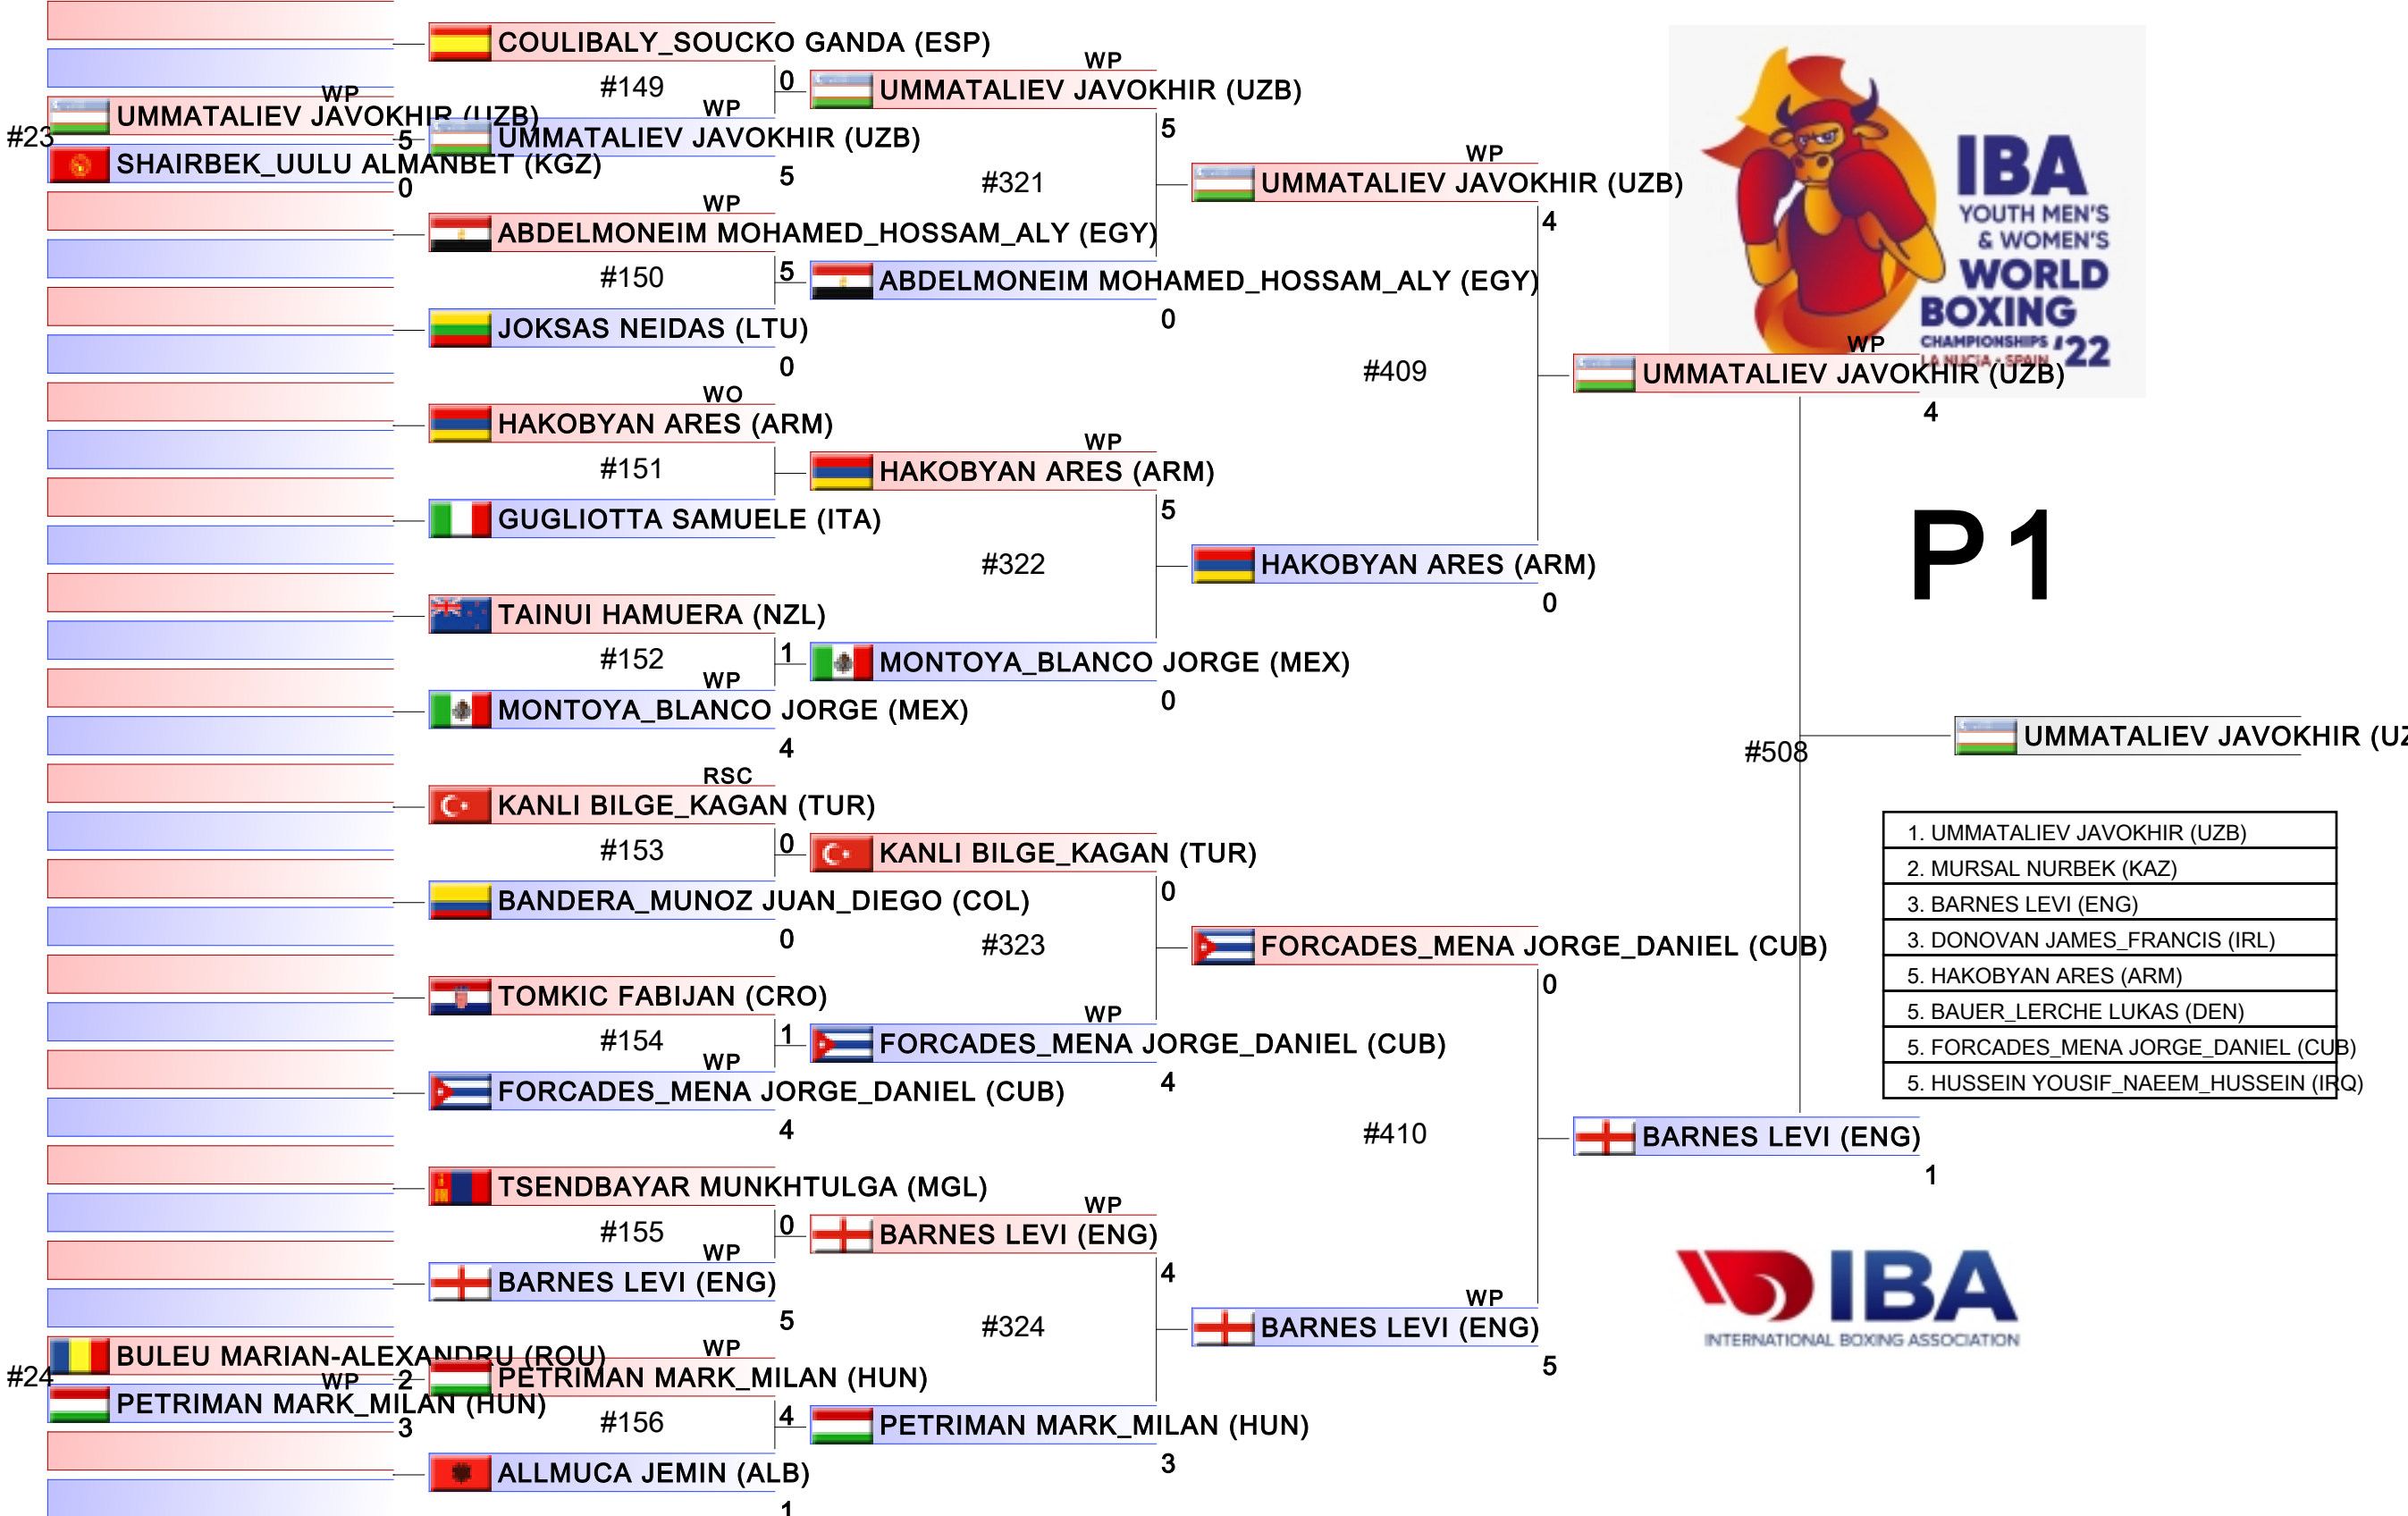 COULIBALY_SOUCKO GANDA (ESP)
#149
0
WP
UMMATALIEV JAVOKHIR (UZB)
5
WP
UMMATALIEV JAVOKHIR (UZB)
5
#23
SHAIRBEK_UULU ALMANBET (KGZ)
0
WP
UMMATALIEV JAVOKHIR (UZB)
5
#321
WP
UMMATALIEV JAVOKHIR (UZB)
4
WP
ABDELMONEIM MOHAMED_HOSSAM_ALY (EGY)
#150
5
ABDELMONEIM MOHAMED_HOSSAM_ALY (EGY)
0
JOKSAS NEIDAS (LTU)
0
#409
WO
HAKOBYAN ARES (ARM)
#151
WP
HAKOBYAN ARES (ARM)
5
GUGLIOTTA SAMUELE (ITA)
#322
HAKOBYAN ARES (ARM)
0
TAINUI HAMUERA (NZL)
#152
1
MONTOYA_BLANCO JORGE (MEX)
0
WP
MONTOYA_BLANCO JORGE (MEX)
4
RSC
KANLI BILGE_KAGAN (TUR)
#153
0
KANLI BILGE_KAGAN (TUR)
0
BANDERA_MUNOZ JUAN_DIEGO (COL)
0
#323
FORCADES_MENA JORGE_DANIEL (CUB)
0
TOMKIC FABIJAN (CRO)
#154
1
WP
FORCADES_MENA JORGE_DANIEL (CUB)
4
WP
FORCADES_MENA JORGE_DANIEL (CUB)
4
#410
TSENDBAYAR MUNKHTULGA (MGL)
#155
0
WP
BARNES LEVI (ENG)
4
WP
BARNES LEVI (ENG)
5
#324
WP
BARNES LEVI (ENG)
5
BULEU MARIAN-ALEXANDRU (ROU)
2
#24
WP
PETRIMAN MARK_MILAN (HUN)
3
WP
PETRIMAN MARK_MILAN (HUN)
#156
4
PETRIMAN MARK_MILAN (HUN)
3
ALLMUCA JEMIN (ALB)
1
IBA
YOUTH MEN'S
& WOMEN'S
WORLD
BOXING
CHAMPIONSHIPS '22
LA NUCIA - SPAIN
WP
UMMATALIEV JAVOKHIR (UZB)
4
P1
#508
UMMATALIEV JAVOKHIR (UZ
1. UMMATALIEV JAVOKHIR (UZB)
2. MURSAL NURBEK (KAZ)
3. BARNES LEVI (ENG)
3. DONOVAN JAMES_FRANCIS (IRL)
5. HAKOBYAN ARES (ARM)
5. BAUER_LERCHE LUKAS (DEN)
5. FORCADES_MENA JORGE_DANIEL (CUB)
5. HUSSEIN YOUSIF_NAEEM_HUSSEIN (IRQ)
BARNES LEVI (ENG)
1
IBA
INTERNATIONAL BOXING ASSOCIATION